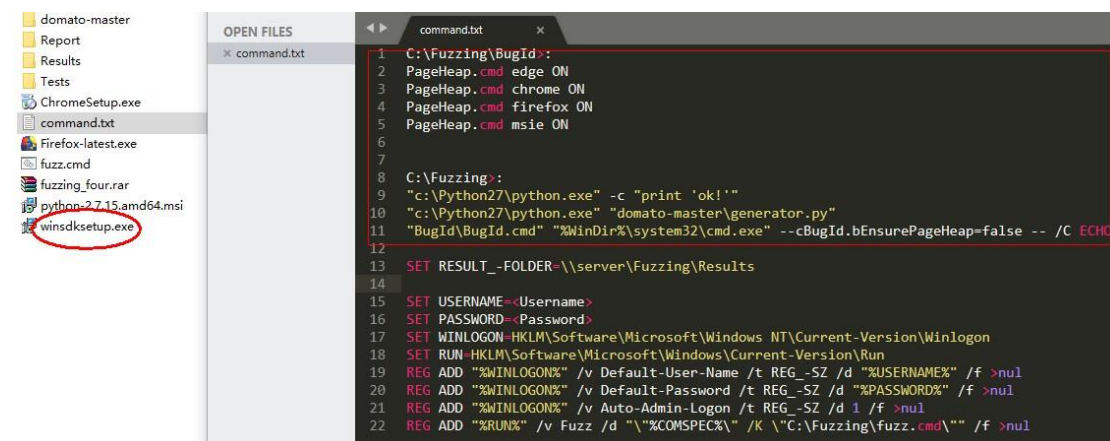 domato-master
Report
Results
Tests
ChromeSetup.exe
command.txt
Firefox-latest.exe
fuzz.cmd
fuzzing_four.rar
python-2.7.15.amd64.msi
winsdksetup.exe
OPEN FILES
× command.txt
command.txt ×
1 C:\Fuzzing\BugId>:
2 PageHeap.cmd edge ON
3 PageHeap.cmd chrome ON
4 PageHeap.cmd firefox ON
5 PageHeap.cmd msie ON
6
7
8 C:\Fuzzing>:
9 "c:\Python27\python.exe" -c "print 'ok!'"
10 "c:\Python27\python.exe" "domato-master\generator.py"
11 "BugId\BugId.cmd" "%WinDir%\system32\cmd.exe" --cBugId.bEnsurePageHeap=false -- /C ECHO
12
13 SET RESULT_-FOLDER=\\server\Fuzzing\Results
14
15 SET USERNAME=<Username>
16 SET PASSWORD=<Password>
17 SET WINLOGON=HKLM\Software\Microsoft\Windows NT\Current-Version\Winlogon
18 SET RUN=HKLM\Software\Microsoft\Windows\Current-Version\Run
19 REG ADD "%WINLOGON%" /v Default-User-Name /t REG_-SZ /d "%USERNAME%" /f >nul
20 REG ADD "%WINLOGON%" /v Default-Password /t REG_-SZ /d "%PASSWORD%" /f >nul
21 REG ADD "%WINLOGON%" /v Auto-Admin-Logon /t REG_-SZ /d 1 /f >nul
22 REG ADD "%RUN%" /v Fuzz /d "\"%COMSPEC%\" /K \"C:\Fuzzing\fuzz.cmd\"" /f >nul